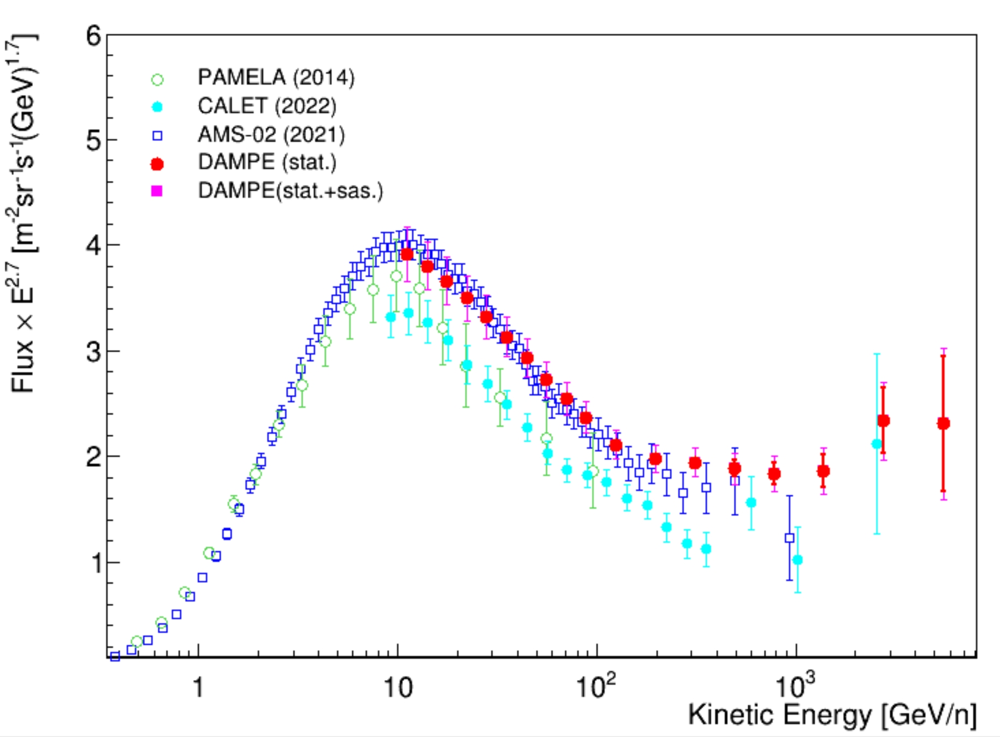 Flux × E^2.7 [m^-2sr^-1s^-1(GeV)^1.7]
6
5
4
3
2
1
PAMELA (2014)
CALET (2022)
AMS-02 (2021)
DAMPE (stat.)
DAMPE(stat.+sas.)
1 10 10^2 10^3
Kinetic Energy [GeV/n]